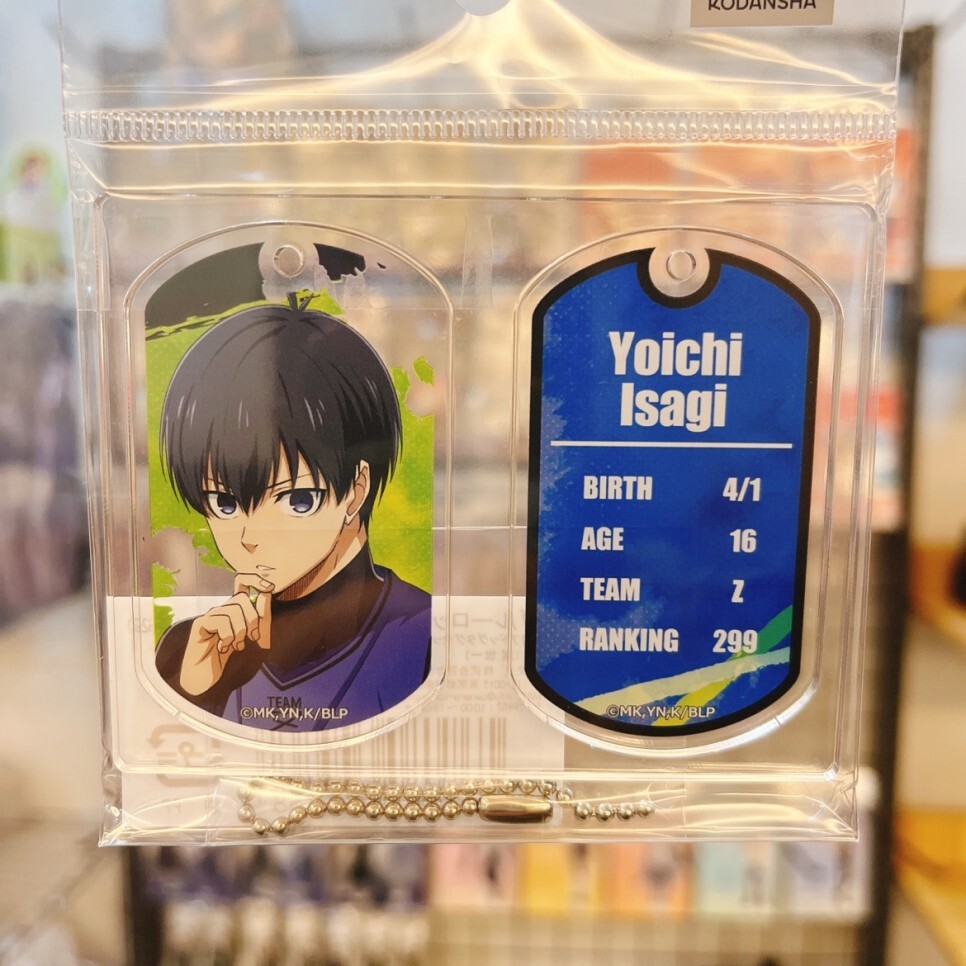 KODANSHA
Yoichi
Isagi
BIRTH 4/1
AGE 16
TEAM Z
RANKING 299
TEAM
©MK,YN,K/BLP
©MK,YN,K/BLP